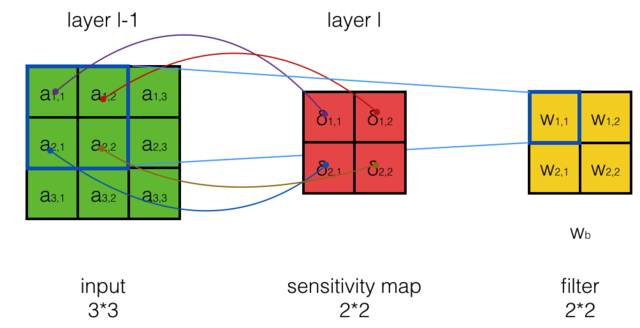 layer l-1 layer l
a1,1 a1,2 a1,3 δ1,1 δ1,2 w1,1 w1,2
a2,1 a2,2 a2,3 δ2,1 δ2,2 w2,1 w2,2
a3,1 a3,2 a3,3
wb
input sensitivity map filter
3*3 2*2 2*2